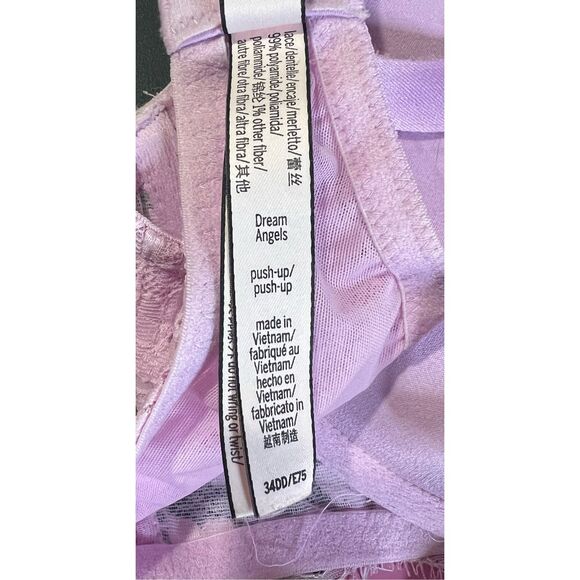 lace/dentelle/encaje/merletto/蕾丝
99% polyamide/poliamida/
poliammide/锦纶 1% other fiber/
autre fibre/otra fibra/altra fibra/其他
Dream
Angels
push-up/
push-up
made in
Vietnam/
fabriqué au
Vietnam/
hecho en
Vietnam/
fabbricato in
Vietnam/
越南制造
34DD/E75
do not wring or twist/